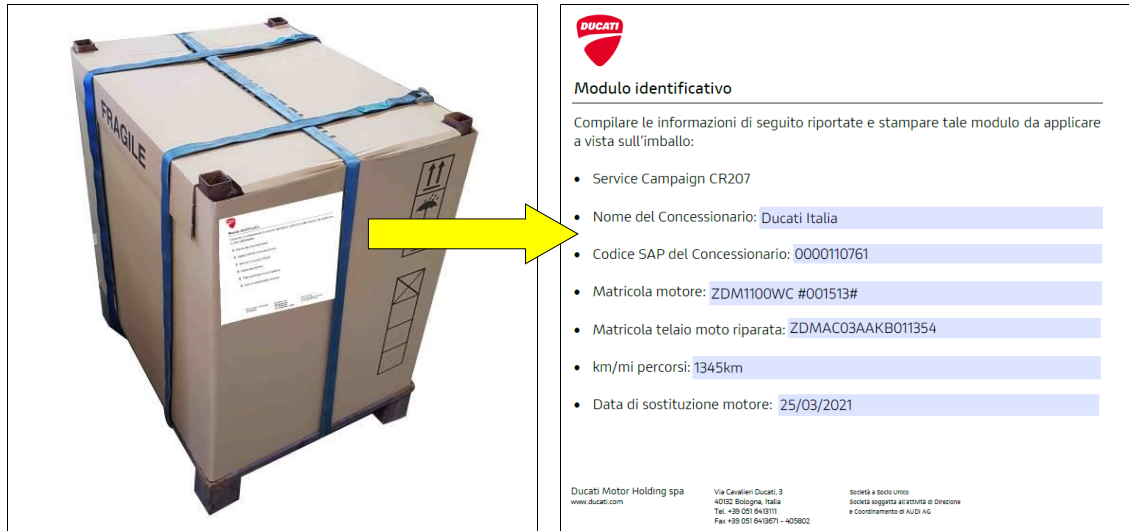 FRAGILE
DUCATI
Modulo identificativo
Compilare le informazioni di seguito riportate e stampare tale modulo da applicare
a vista sull'imballo:
• Service Campaign CR207
• Nome del Concessionario: Ducati Italia
• Codice SAP del Concessionario: 0000110761
• Matricola motore: ZDM1100WC #001513#
• Matricola telaio moto riparata: ZDMAC03AAKB011354
• km/mi percorsi: 1345km
• Data di sostituzione motore: 25/03/2021
Ducati Motor Holding spa
www.ducati.com
Via Cavalieri Ducati, 3
40132 Bologna, Italia
Tel. +39 051 6413111
Fax +39 051 6413671 - 405802
Società a Socio Unico
Società soggetta all'attività di Direzione
e Coordinamento di AUDI AG